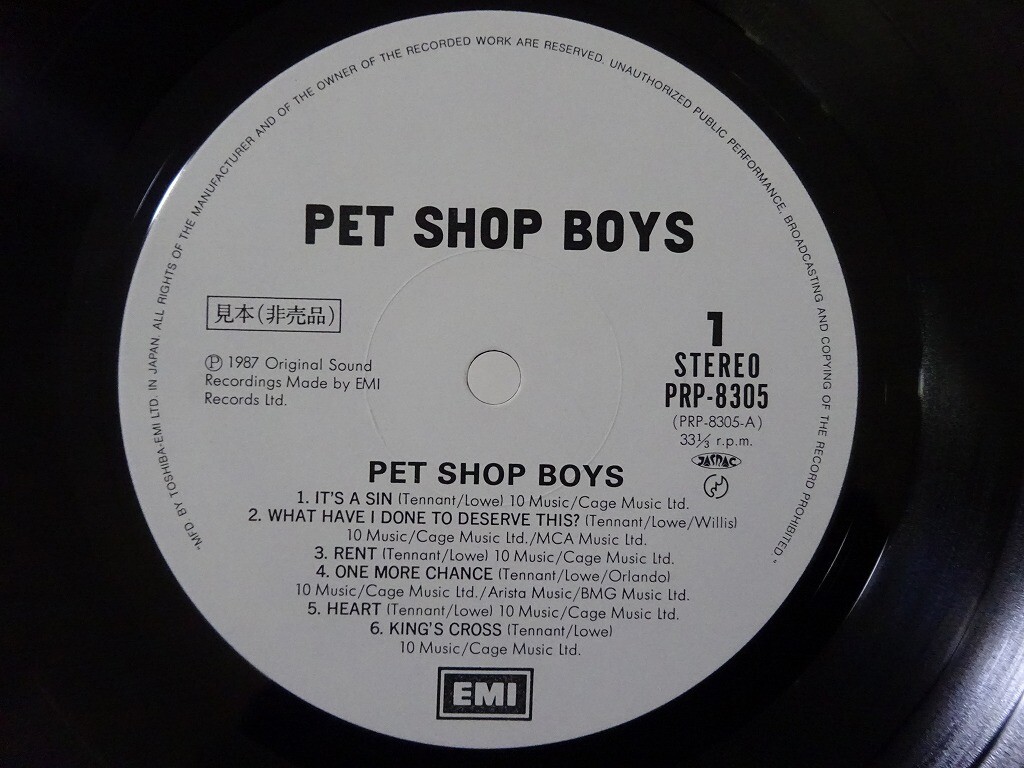 "MFD. BY TOSHIBA-EMI LTD. IN JAPAN. ALL RIGHTS OF THE MANUFACTURER AND OF THE OWNER OF THE RECORDED WORK ARE RESERVED. UNAUTHORIZED PUBLIC PERFORMANCE, BROADCASTING AND COPYING OF THE RECORD PROHIBITED."
PET SHOP BOYS
見本(非売品)
Ⓟ 1987 Original Sound
Recordings Made by EMI
Records Ltd.
1
STEREO
PRP-8305
(PRP-8305-A)
33⅓ r.p.m.
JASRAC
PET SHOP BOYS
1. IT'S A SIN (Tennant/Lowe) 10 Music/Cage Music Ltd.
2. WHAT HAVE I DONE TO DESERVE THIS? (Tennant/Lowe/Willis)
10 Music/Cage Music Ltd./MCA Music Ltd.
3. RENT (Tennant/Lowe) 10 Music/Cage Music Ltd.
4. ONE MORE CHANCE (Tennant/Lowe/Orlando)
10 Music/Cage Music Ltd./Arista Music/BMG Music Ltd.
5. HEART (Tennant/Lowe) 10 Music/Cage Music Ltd.
6. KING'S CROSS (Tennant/Lowe)
10 Music/Cage Music Ltd.
EMI